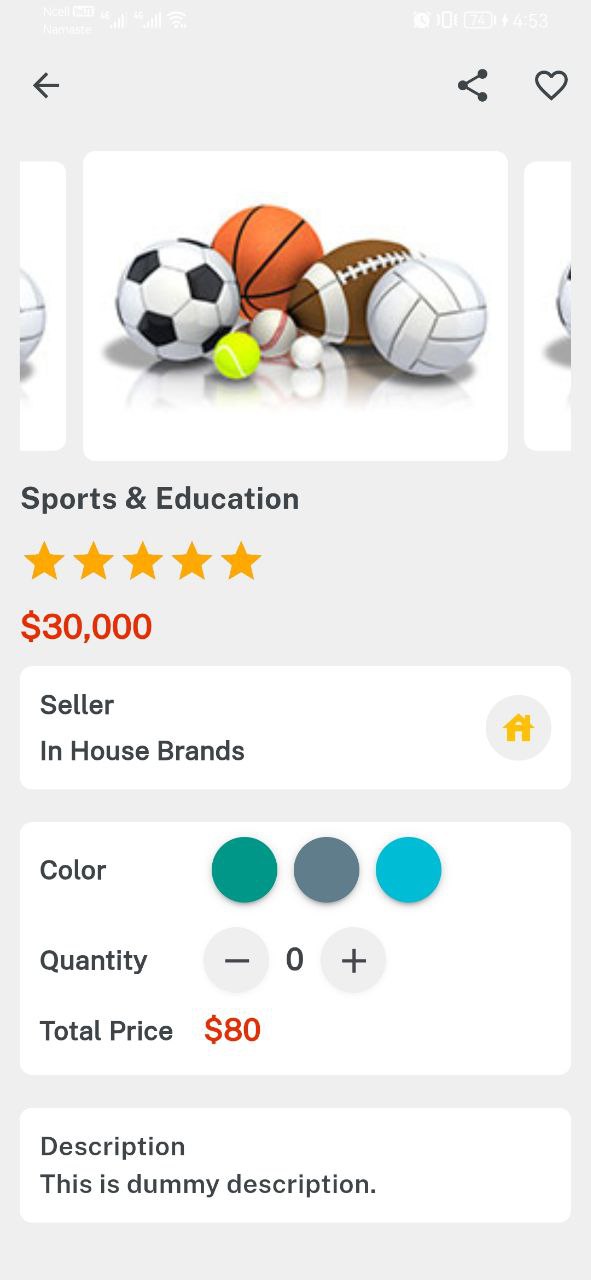 Ncell
Namaste
74 4:53
Sports & Education
$30,000
Seller
In House Brands
Color
Quantity 0
Total Price $80
Description
This is dummy description.